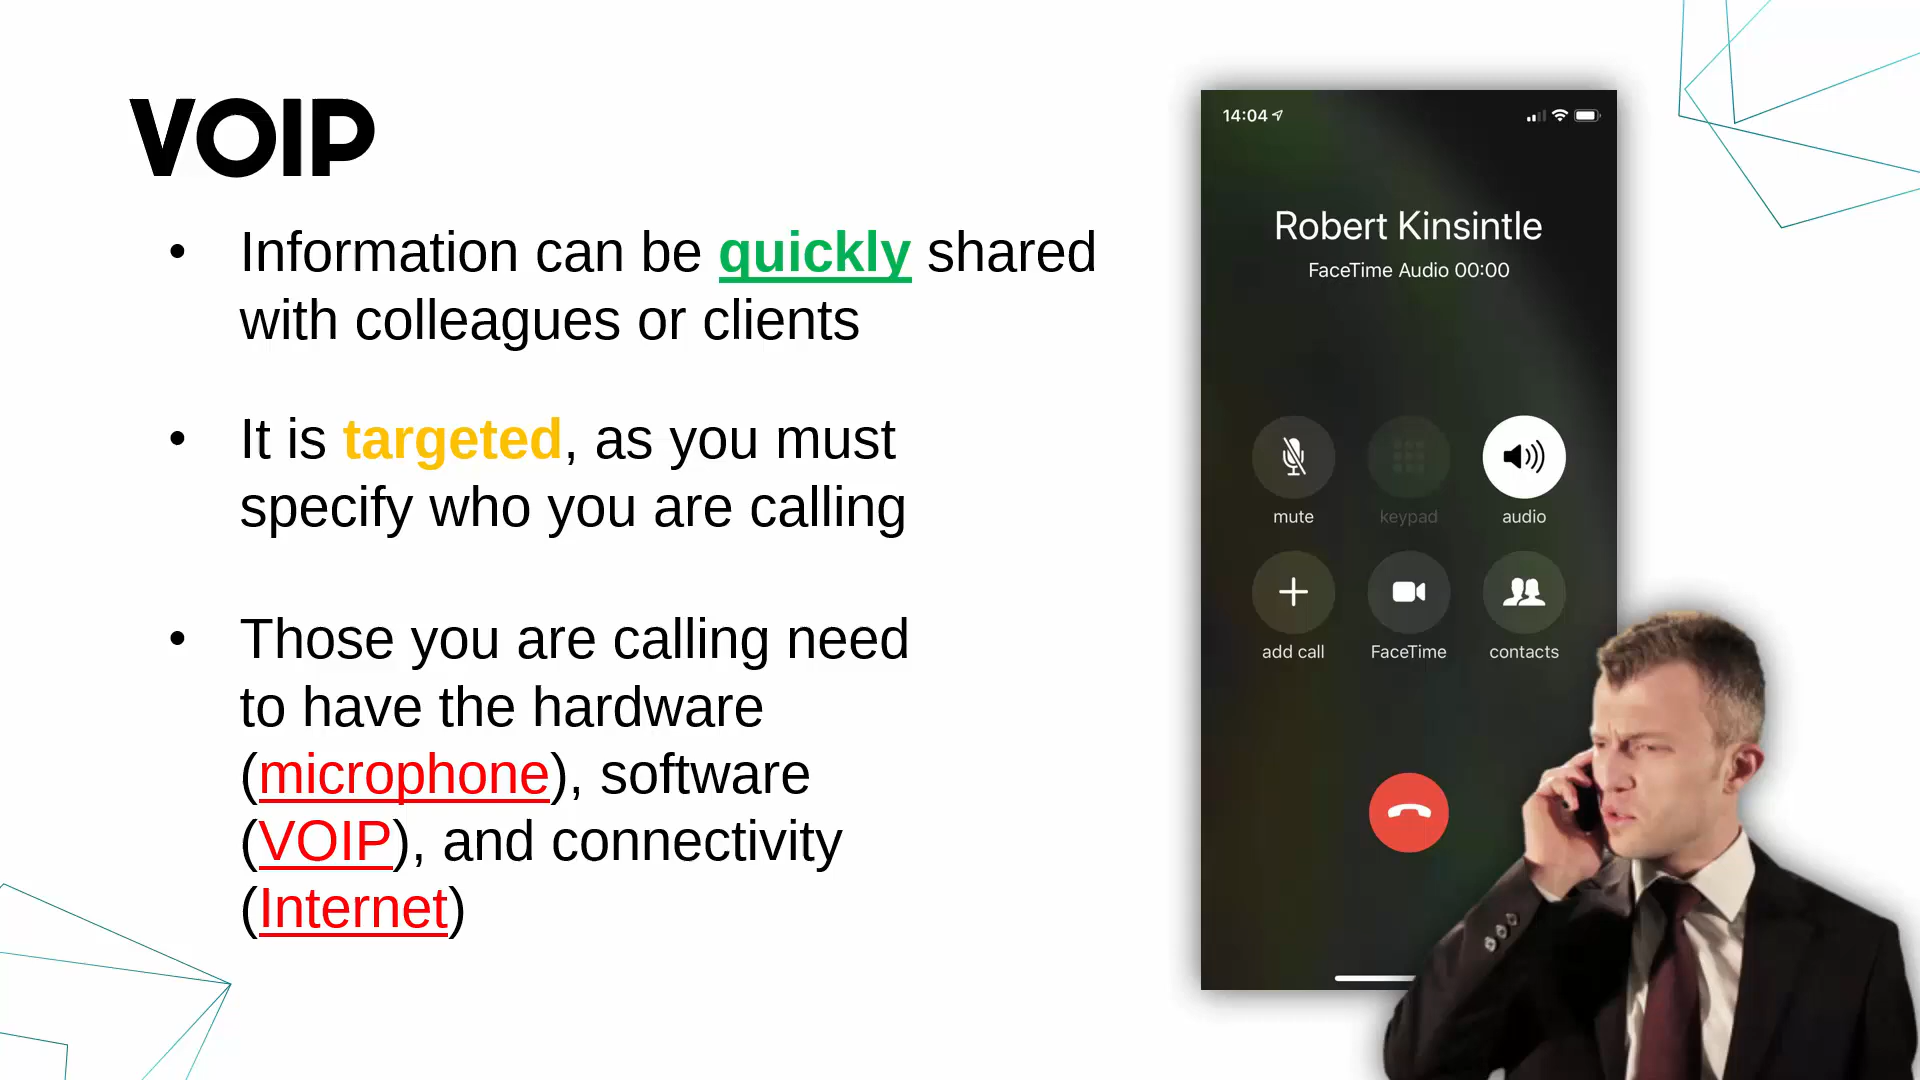 VOIP
• Information can be quickly shared
with colleagues or clients
• It is targeted, as you must
specify who you are calling
• Those you are calling need
to have the hardware
(microphone), software
(VOIP), and connectivity
(Internet)
14:04
Robert Kinsintle
FaceTime Audio 00:00
mute keypad audio
add call FaceTime contacts